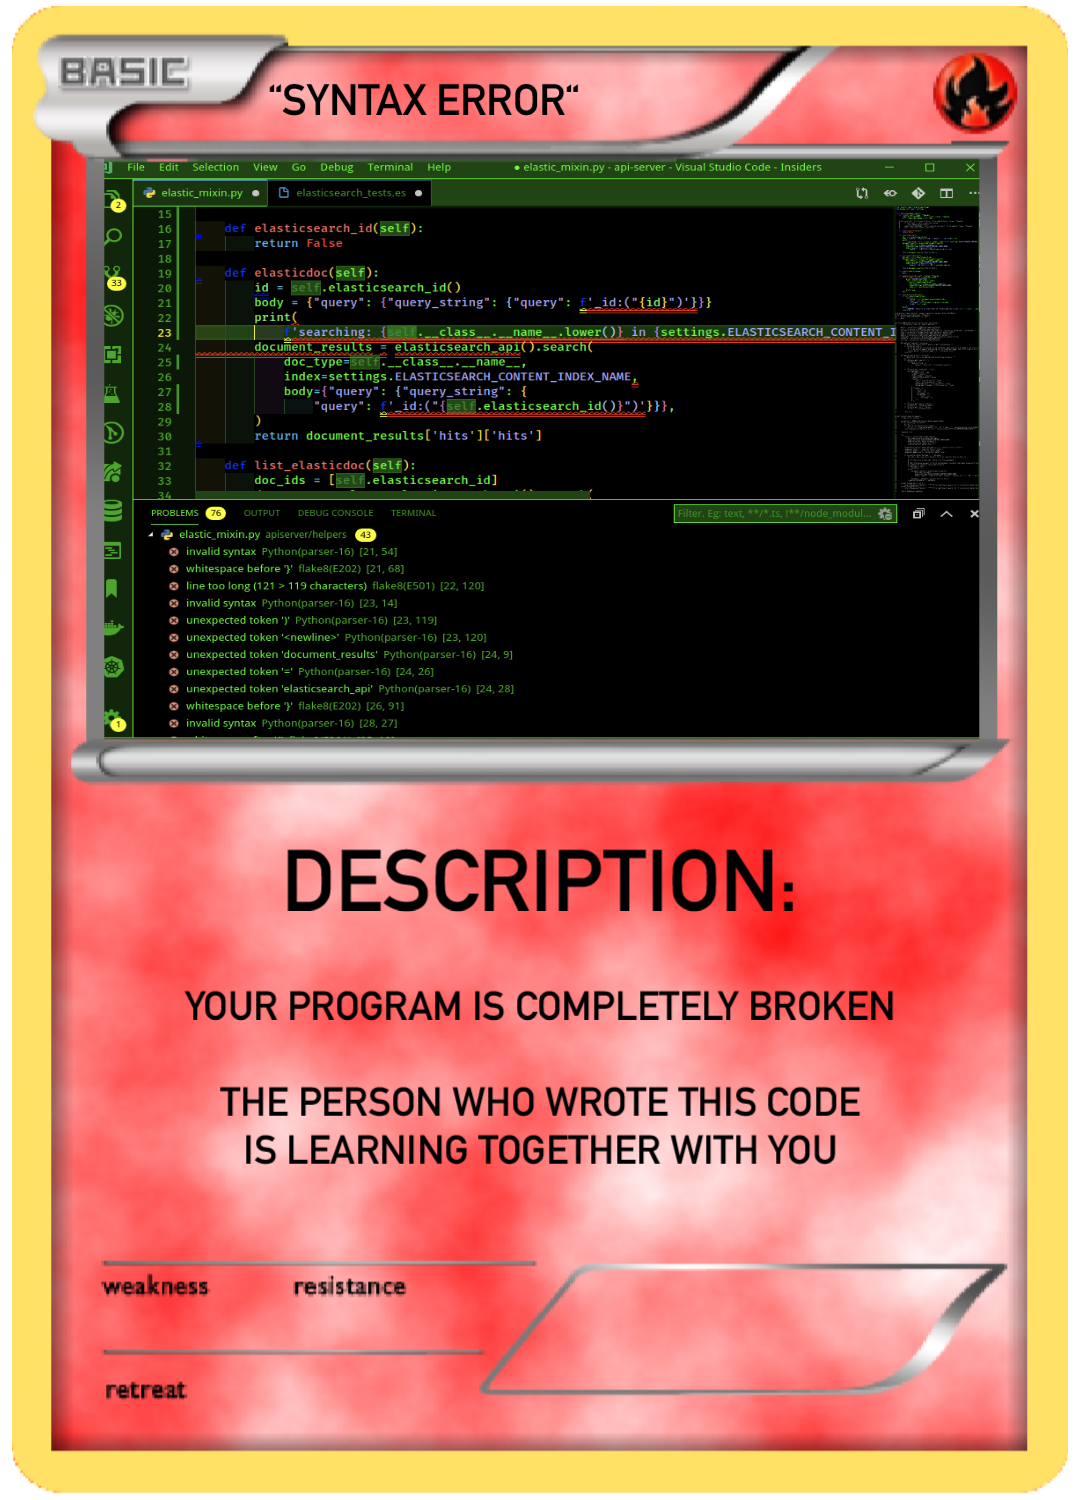 BASIC
“SYNTAX ERROR“
File Edit Selection View Go Debug Terminal Help ● elastic_mixin.py - api-server - Visual Studio Code - Insiders
elastic_mixin.py ● elasticsearch_tests.es ●
2
33
1
15
16 def elasticsearch_id(self):
17 return False
18
19 def elasticdoc(self):
20 id = self.elasticsearch_id()
21 body = {"query": {"query_string": {"query": f'_id:("{id}")'}}}
22 print(
23 f'searching: {self.__class__.__name__.lower()} in {settings.ELASTICSEARCH_CONTENT_I
24 document_results = elasticsearch_api().search(
25 doc_type=self.__class__.__name__,
26 index=settings.ELASTICSEARCH_CONTENT_INDEX_NAME,
27 body={"query": {"query_string": {
28 "query": f'_id:("{self.elasticsearch_id()}")'}}},
29 )
30 return document_results['hits']['hits']
31
32 def list_elasticdoc(self):
33 doc_ids = [self.elasticsearch_id]
34
PROBLEMS 76 OUTPUT DEBUG CONSOLE TERMINAL Filter. Eg: text, **/*.ts, !**/node_modul...
elastic_mixin.py apiserver/helpers 43
invalid syntax Python(parser-16) [21, 54]
whitespace before '}' flake8(E202) [21, 68]
line too long (121 > 119 characters) flake8(E501) [22, 120]
invalid syntax Python(parser-16) [23, 14]
unexpected token ')' Python(parser-16) [23, 119]
unexpected token '<newline>' Python(parser-16) [23, 120]
unexpected token 'document_results' Python(parser-16) [24, 9]
unexpected token '=' Python(parser-16) [24, 26]
unexpected token 'elasticsearch_api' Python(parser-16) [24, 28]
whitespace before '}' flake8(E202) [26, 91]
invalid syntax Python(parser-16) [28, 27]
DESCRIPTION:
YOUR PROGRAM IS COMPLETELY BROKEN
THE PERSON WHO WROTE THIS CODE
IS LEARNING TOGETHER WITH YOU
weakness resistance
retreat